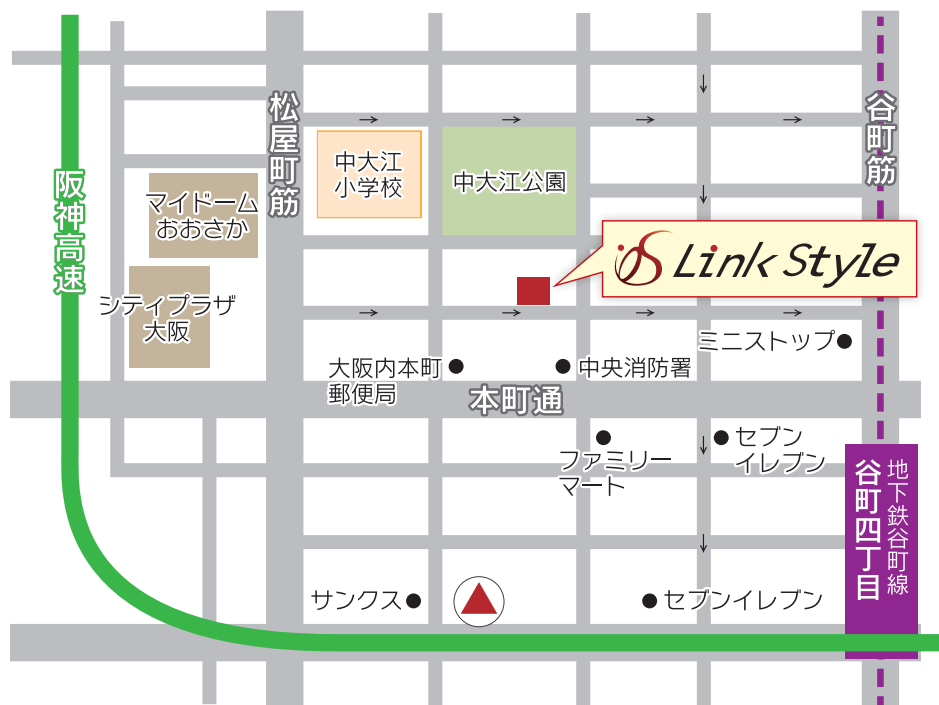 松屋町筋
谷町筋
中大江
小学校
中大江公園
阪神高速
マイドーム
おおさか
Link Style
シティプラザ
大阪
ミニストップ
大阪内本町
郵便局
中央消防署
本町通
セブン
イレブン
ファミリー
マート
地下鉄谷町線
谷町四丁目
サンクス
セブンイレブン